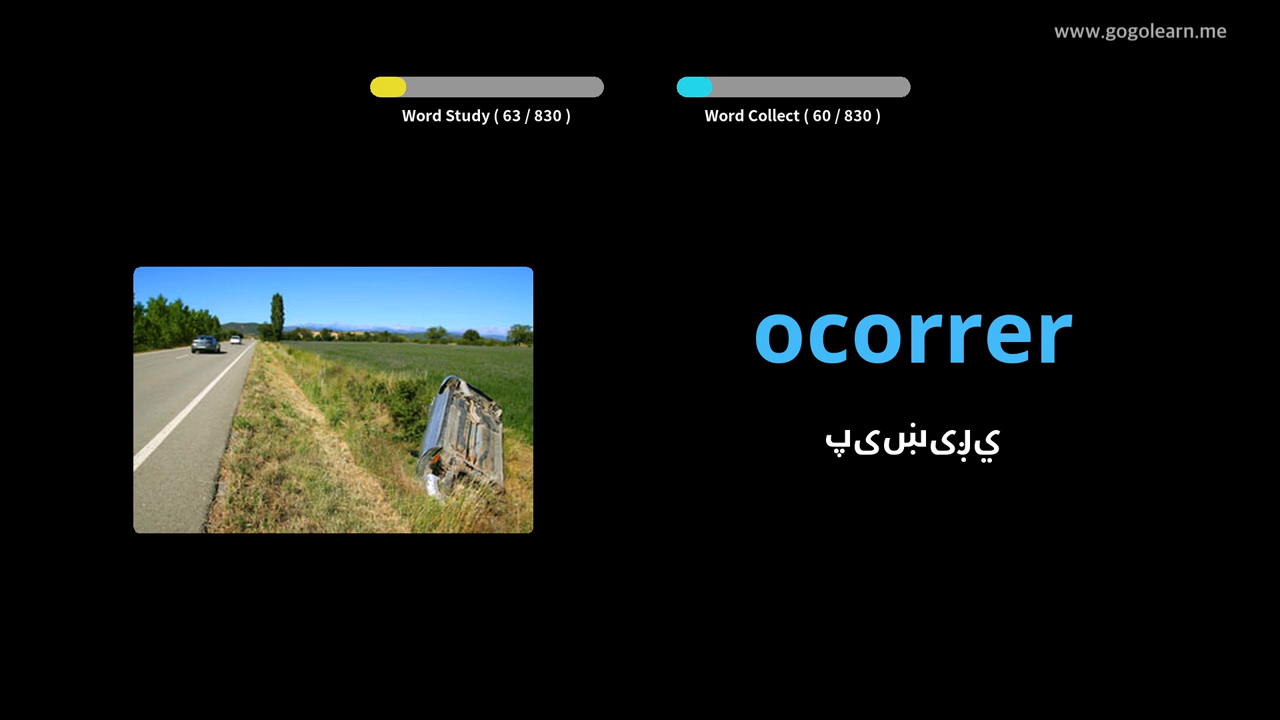 www.gogolearn.me
Word Study ( 63 / 830 )
Word Collect ( 60 / 830 )
ocorrer
پیښیږي